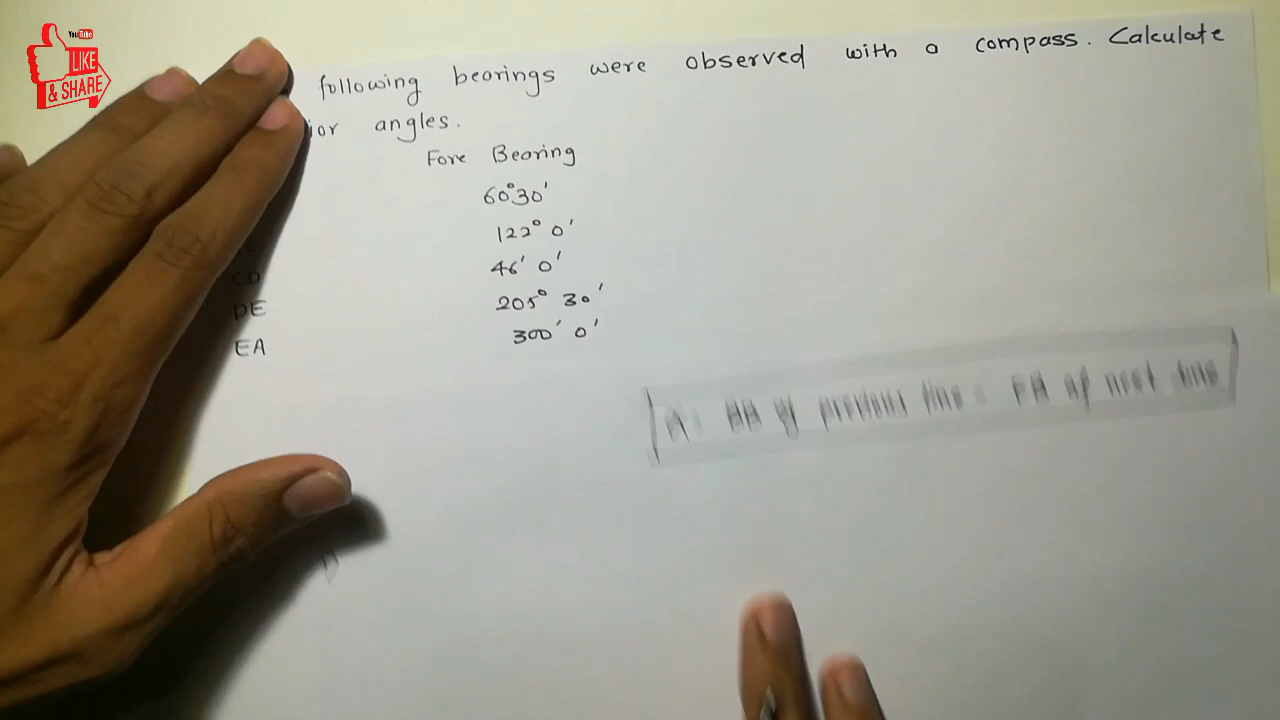 YouTube
LIKE
& SHARE
following bearings were observed with a compass. Calculate
ior angles.
Fore Bearing
60°30'
122° 0'
CD 46' 0'
DE 205° 30'
EA 300' 0'